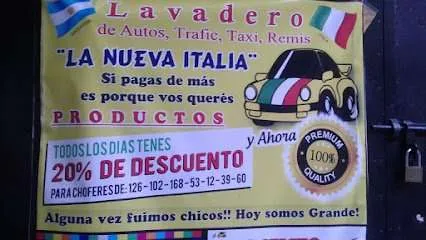 Lavadero
de Autos, Trafic, Taxi, Remis
"LA NUEVA ITALIA"
Si pagas de más
es porque vos querés
PRODUCTOS
TODOS LOS DIAS TENES
20% DE DESCUENTO
PARA CHOFERES DE: 126 - 102 - 168 - 53 - 12 - 39 - 60
y Ahora
PREMIUM
100%
QUALITY
Alguna vez fuimos chicos!! Hoy somos Grande!